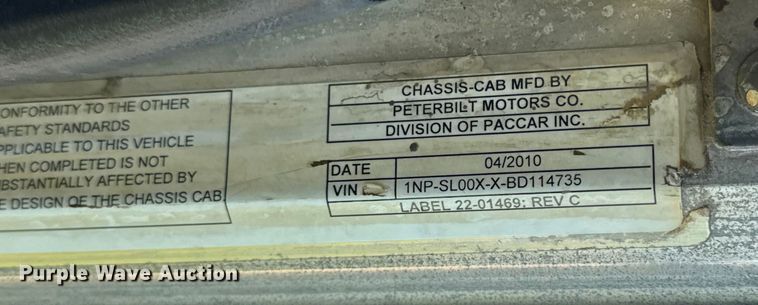 CHASSIS-CAB MFD BY
PETERBILT MOTORS CO.
DIVISION OF PACCAR INC.
ONFORMITY TO THE OTHER
AFETY STANDARDS
APPLICABLE TO THIS VEHICLE
WHEN COMPLETED IS NOT
UBSTANTIALLY AFFECTED BY
E DESIGN OF THE CHASSIS CAB
DATE 04/2010
VIN 1NP-SL00X-X-BD114735
LABEL 22-01469; REV C
Purple Wave Auction